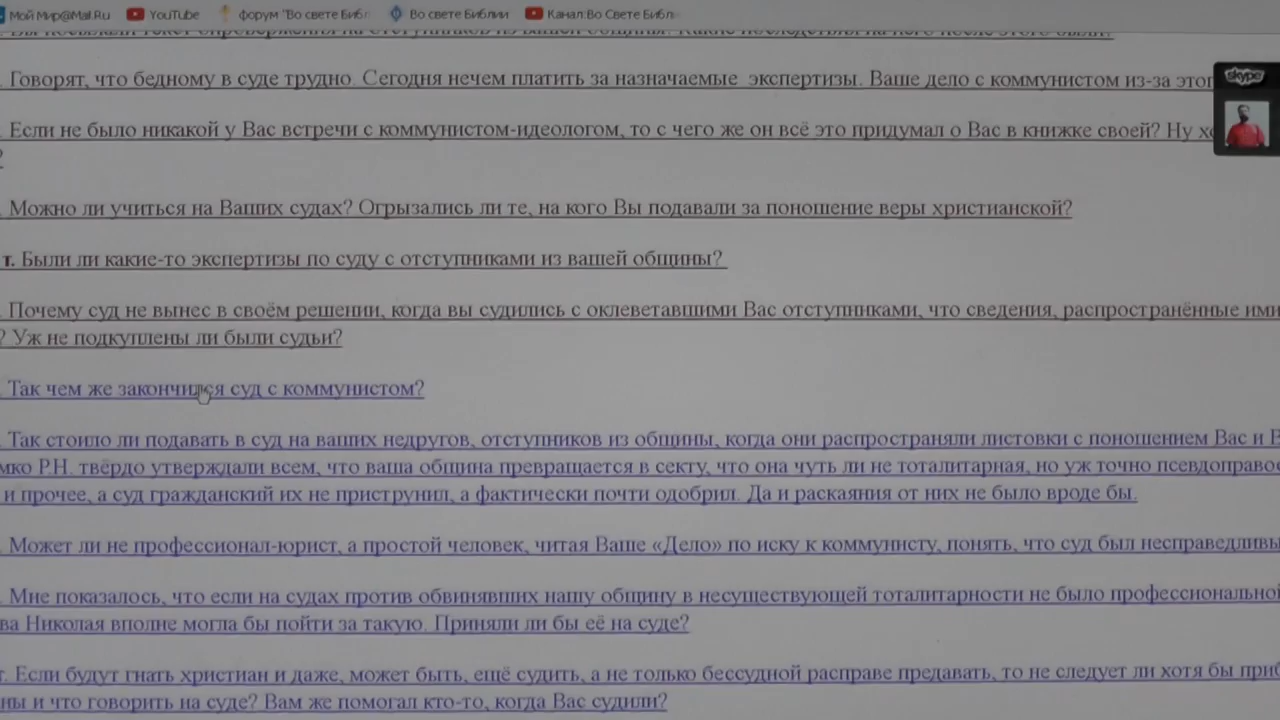 Мой Мир@Mail.Ru YouTube форум "Во свете Библ Во свете Библии Канал:Во Свете Библ
. Говорят, что бедному в суде трудно. Сегодня нечем платить за назначаемые экспертизы. Ваше дело с коммунистом из-за этог
skype
. Если не было никакой у Вас встречи с коммунистом-идеологом, то с чего же он всё это придумал о Вас в книжке своей? Ну х
?
. Можно ли учиться на Ваших судах? Огрызались ли те, на кого Вы подавали за поношение веры христианской?
т. Были ли какие-то экспертизы по суду с отступниками из вашей общины?
. Почему суд не вынес в своём решении, когда вы судились с оклеветавшими Вас отступниками, что сведения, распространённые ими
? Уж не подкуплены ли были судьи?
. Так чем же закончился суд с коммунистом?
. Так стоило ли подавать в суд на ваших недругов, отступников из общины, когда они распространяли листовки с поношением Вас и В
мко Р.Н. твёрдо утверждали всем, что ваша община превращается в секту, что она чуть ли не тоталитарная, но уж точно псевдоправос
и прочее, а суд гражданский их не приструнил, а фактически почти одобрил. Да и раскаяния от них не было вроде бы.
. Может ли не профессионал-юрист, а простой человек, читая Ваше «Дело» по иску к коммунисту, понять, что суд был несправедливы
. Мне показалось, что если на судах против обвинявших нашу общину в несуществующей тоталитарности не было профессиональной
ва Николая вполне могла бы пойти за такую. Приняли ли бы её на суде?
т. Если будут гнать христиан и даже, может быть, ещё судить, а не только бессудной расправе предавать, то не следует ли хотя бы приб
ны и что говорить на суде? Вам же помогал кто-то, когда Вас судили?